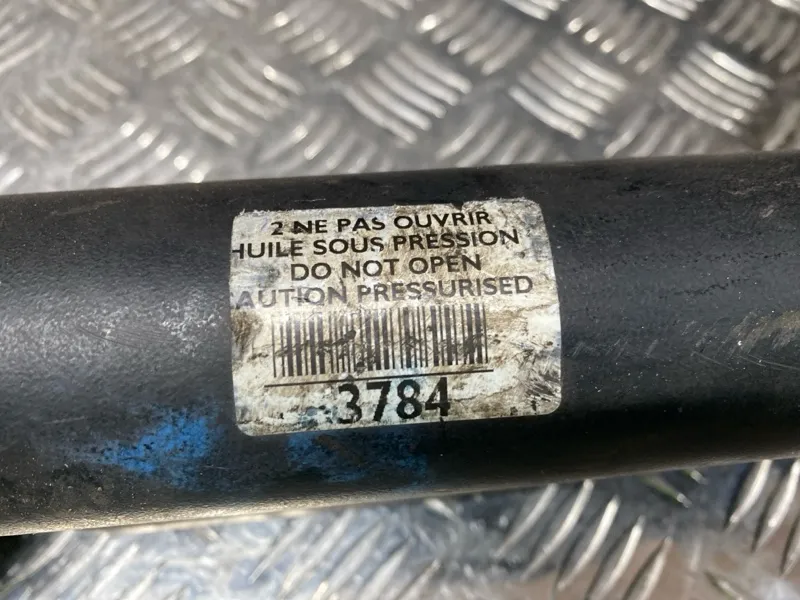 2 NE PAS OUVRIR
HUILE SOUS PRESSION
DO NOT OPEN
AUTION PRESSURISED
3784